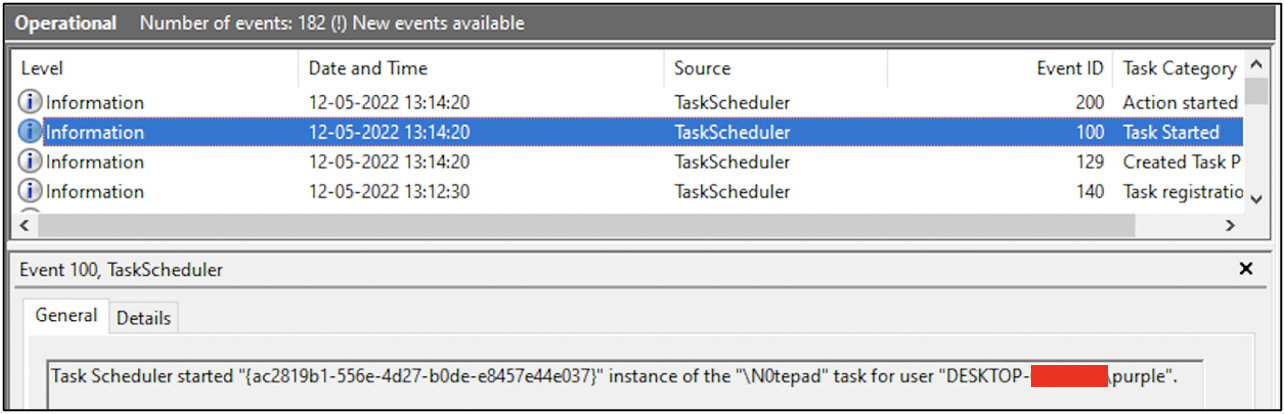 Operational Number of events: 182 (!) New events available
Level Date and Time Source Event ID Task Category
Information 12-05-2022 13:14:20 TaskScheduler 200 Action started
Information 12-05-2022 13:14:20 TaskScheduler 100 Task Started
Information 12-05-2022 13:14:20 TaskScheduler 129 Created Task P
Information 12-05-2022 13:12:30 TaskScheduler 140 Task registratio
Event 100, TaskScheduler
General Details
Task Scheduler started "{ac2819b1-556e-4d27-b0de-e8457e44e037}" instance of the "\N0tepad" task for user "DESKTOP- \purple".